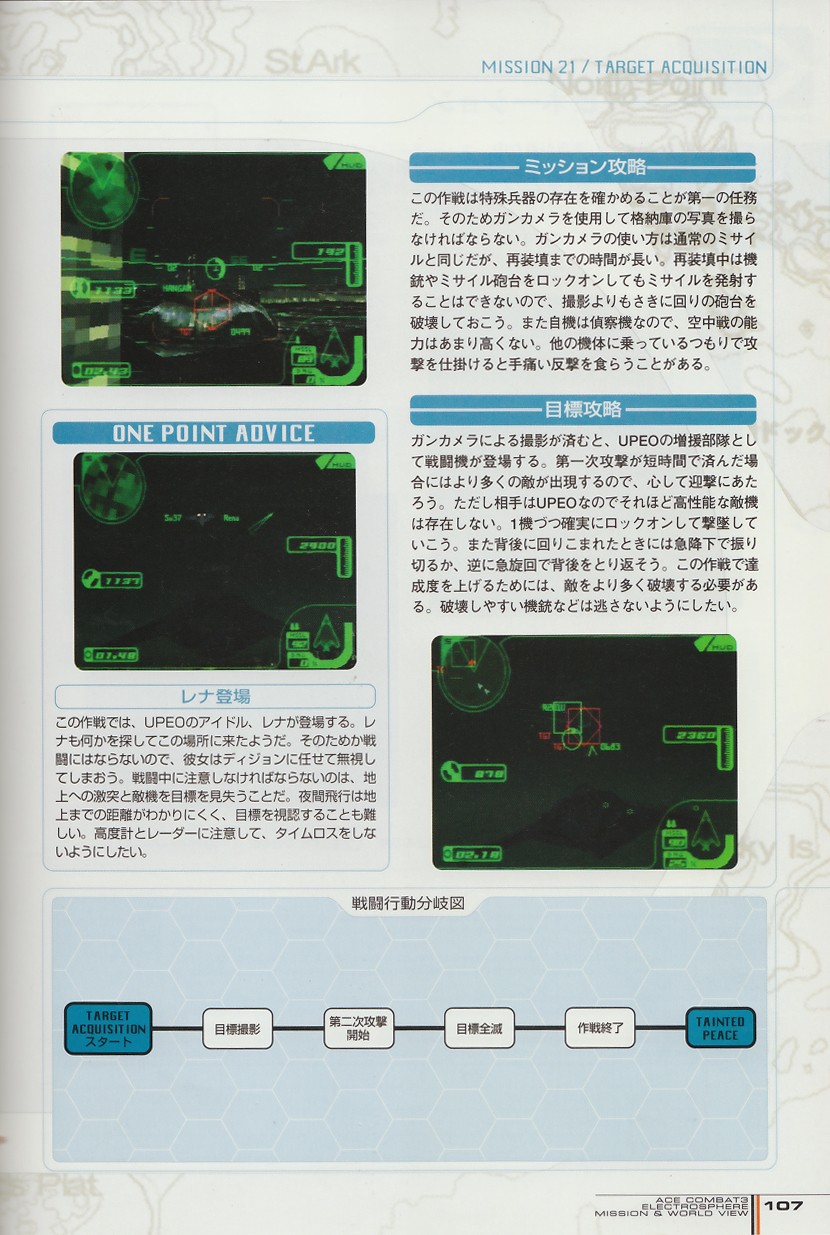 MISSION 21 / TARGET ACQUISITION
St.Ark
North Point
HUD
192
1133
HANGAR
TGT
0499
02.43
ONE POINT ADVICE
HUD
Su37
Rena
2900
1137
01.48
レナ登場
この作戦では、UPEOのアイドル、レナが登場する。レ
ナも何かを探してこの場所に来たようだ。そのためか戦
闘にはならないので、彼女はディジョンに任せて無視し
てしまおう。戦闘中に注意しなければならないのは、地
上への激突と敵機を目標を見失うことだ。夜間飛行は地
上までの距離がわかりにくく、目標を視認することも難
しい。高度計とレーダーに注意して、タイムロスをしな
いようにしたい。
ミッション攻略
この作戦は特殊兵器の存在を確かめることが第一の任務
だ。そのためガンカメラを使用して格納庫の写真を撮ら
なければならない。ガンカメラの使い方は通常のミサイ
ルと同じだが、再装填までの時間が長い。再装填中は機
銃やミサイル砲台をロックオンしてもミサイルを発射す
ることはできないので、撮影よりもさきに回りの砲台を
破壊しておこう。また自機は偵察機なので、空中戦の能
力はあまり高くない。他の機体に乗っているつもりで攻
撃を仕掛けると手痛い反撃を食らうことがある。
目標攻略
ガンカメラによる撮影が済むと、UPEOの増援部隊とし
て戦闘機が登場する。第一次攻撃が短時間で済んだ場
合にはより多くの敵が出現するので、心して迎撃にあた
ろう。ただし相手はUPEOなのでそれほど高性能な敵機
は存在しない。1機づつ確実にロックオンして撃墜して
いこう。また背後に回りこまれたときには急降下で振り
切るか、逆に急旋回で背後をとり返そう。この作戦で達
成度を上げるためには、敵をより多く破壊する必要があ
る。破壊しやすい機銃などは逃さないようにしたい。
HUD
TGT
TGT
2360
878
02.18
戦闘行動分岐図
TARGET
ACQUISITION
スタート
目標撮影
第二次攻撃
開始
目標全滅
作戦終了
TAINTED
PEACE
ACE COMBAT3
ELECTROSPHERE
MISSION & WORLD VIEW
107